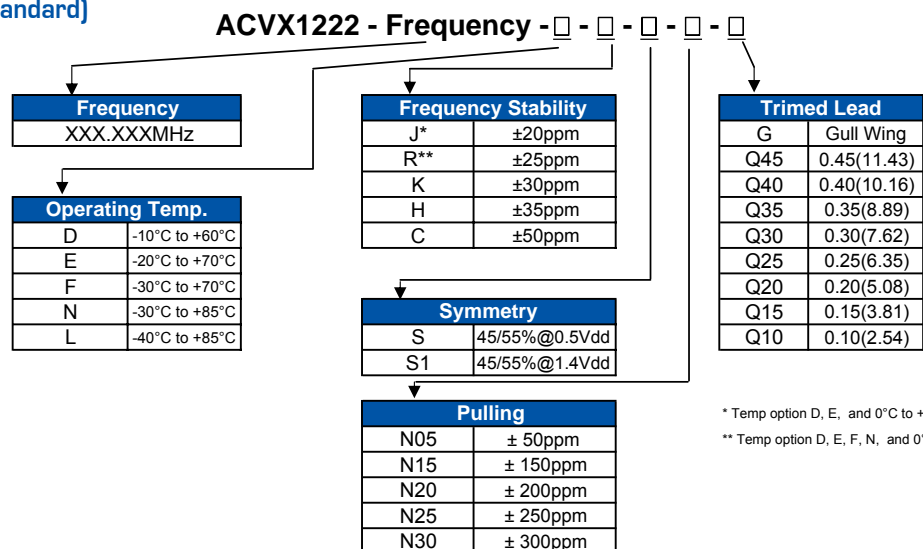 andard)
ACVX1222 - Frequency -□ - □ - □ - □ - □
Frequency
XXX.XXXMHz
Operating Temp.
D -10°C to +60°C
E -20°C to +70°C
F -30°C to +70°C
N -30°C to +85°C
L -40°C to +85°C
Frequency Stability
J* ±20ppm
R** ±25ppm
K ±30ppm
H ±35ppm
C ±50ppm
Symmetry
S 45/55%@0.5Vdd
S1 45/55%@1.4Vdd
Pulling
N05 ± 50ppm
N15 ± 150ppm
N20 ± 200ppm
N25 ± 250ppm
N30 ± 300ppm
Trimed Lead
G Gull Wing
Q45 0.45(11.43)
Q40 0.40(10.16)
Q35 0.35(8.89)
Q30 0.30(7.62)
Q25 0.25(6.35)
Q20 0.20(5.08)
Q15 0.15(3.81)
Q10 0.10(2.54)
* Temp option D, E, and 0°C to +
** Temp option D, E, F, N, and 0°